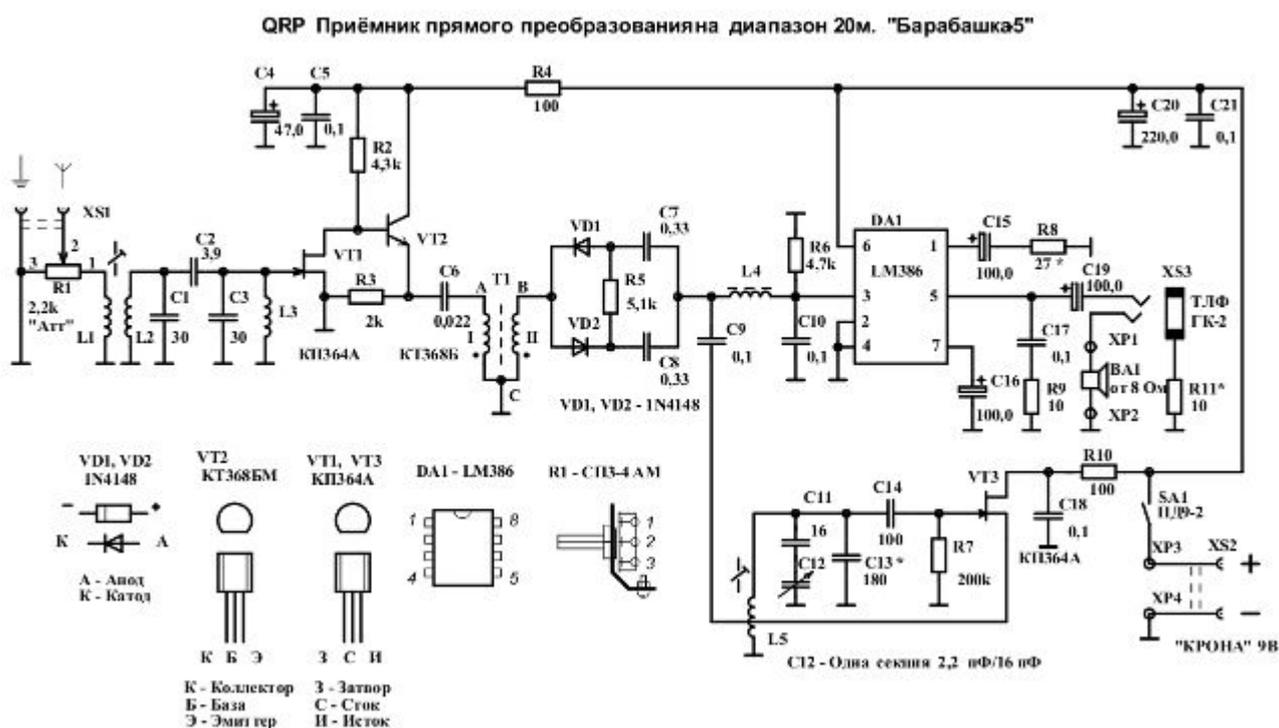 QRP Приёмник прямого преобразованияна диапазон 20м. "Барабашка-5"
C4
C5
R4
100
+
47,0
0,1
R2
4,3k
+
C20
220,0
C21
0,1
XS1
3
2
1
R1
2,2k
"Атт"
L1
L2
C2
3,9
C1
30
C3
30
L3
VT1
КП364А
R3
2k
VT2
КТ368Б
C6
0,022
A
T1
B
I
II
C
VD1
VD2
R5
5,1k
C7
0,33
C8
0,33
VD1, VD2 - 1N4148
C9
0,1
L4
R6
4.7k
C10
0,1
DA1
LM386
6
3
2
4
1
5
7
+
C15
100,0
R8
27 *
+
C19
100,0
+
C16
100,0
C17
0,1
R9
10
XP1
BA1
от 8 Ом
XP2
XS3
ТЛФ
ГК-2
R11*
10
VD1, VD2
1N4148
-
+
К
А
А - Анод
К - Катод
VT2
КТ368БМ
К Б Э
К - Коллектор
Б - База
Э - Эмиттер
VT1, VT3
КП364А
З С И
З - Затвор
С - Сток
И - Исток
DA1 - LM386
1
8
4
5
R1 - СП3-4 АМ
1
2
3
L5
C11
16
C12
C13*
180
C14
100
R7
200k
VT3
КП364А
C18
0,1
R10
100
SA1
ПД9-2
XP3
XS2
+
XP4
-
"КРОНА" 9В
C12 - Одна секция 2,2 пФ/16 пФ